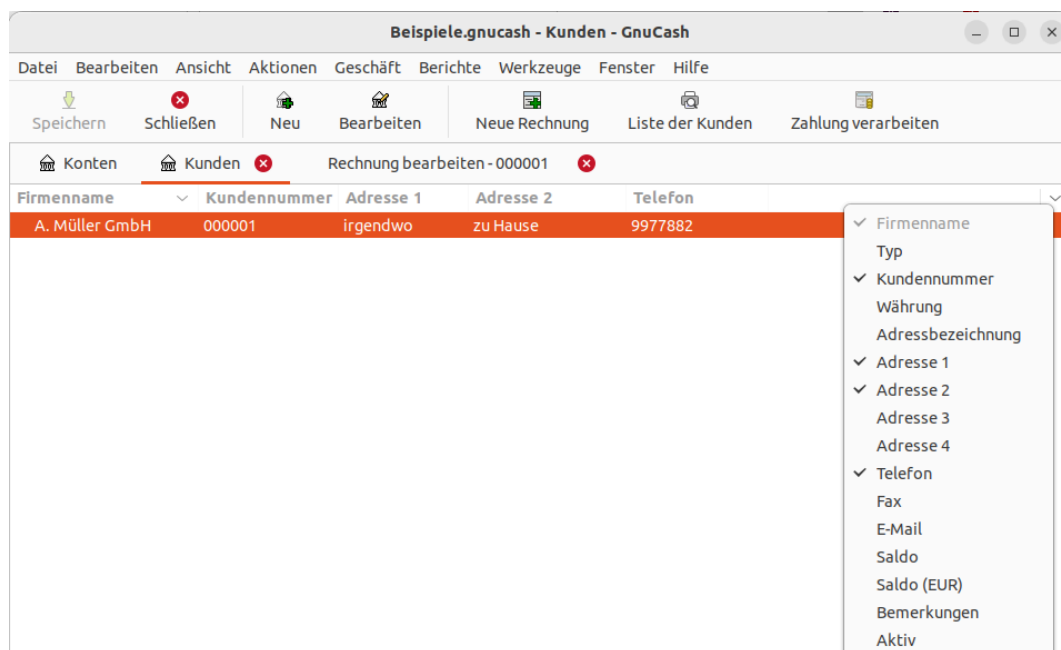 Beispiele.gnucash - Kunden - GnuCash
Datei Bearbeiten Ansicht Aktionen Geschäft Berichte Werkzeuge Fenster Hilfe
Speichern Schließen Neu Bearbeiten Neue Rechnung Liste der Kunden Zahlung verarbeiten
Konten Kunden Rechnung bearbeiten - 000001
Firmenname Kundennummer Adresse 1 Adresse 2 Telefon
A. Müller GmbH 000001 irgendwo zu Hause 9977882
Firmenname
Typ
Kundennummer
Währung
Adressbezeichnung
Adresse 1
Adresse 2
Adresse 3
Adresse 4
Telefon
Fax
E-Mail
Saldo
Saldo (EUR)
Bemerkungen
Aktiv